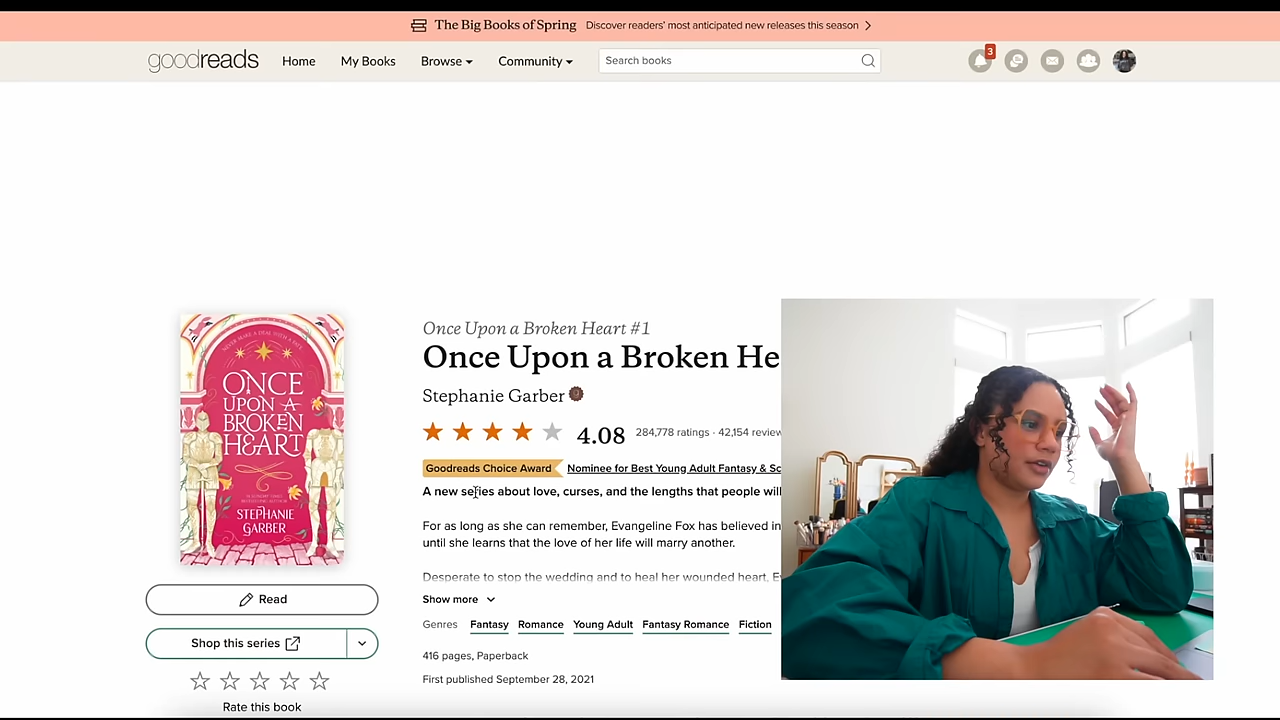 The Big Books of Spring Discover readers' most anticipated new releases this season
goodreads Home My Books Browse Community Search books 3
Once Upon a Broken Heart #1
Once Upon a Broken He
Stephanie Garber
4.08 284,778 ratings · 42,154 review
Goodreads Choice Award Nominee for Best Young Adult Fantasy & Sc
A new series about love, curses, and the lengths that people will
For as long as she can remember, Evangeline Fox has believed in
until she learns that the love of her life will marry another.
Desperate to stop the wedding and to heal her wounded heart, E
Show more
Genres Fantasy Romance Young Adult Fantasy Romance Fiction
416 pages, Paperback
First published September 28, 2021
NEVER MAKE A DEAL WITH A FATE
ONCE
UPON A
BROKEN
HEART
STEPHANIE
GARBER
Read
Shop this series
Rate this book